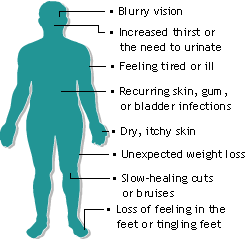 Blurry vision
Increased thirst or
the need to urinate
Feeling tired or ill
Recurring skin, gum,
or bladder infections
Dry, itchy skin
Unexpected weight loss
Slow-healing cuts
or bruises
Loss of feeling in the
feet or tingling feet